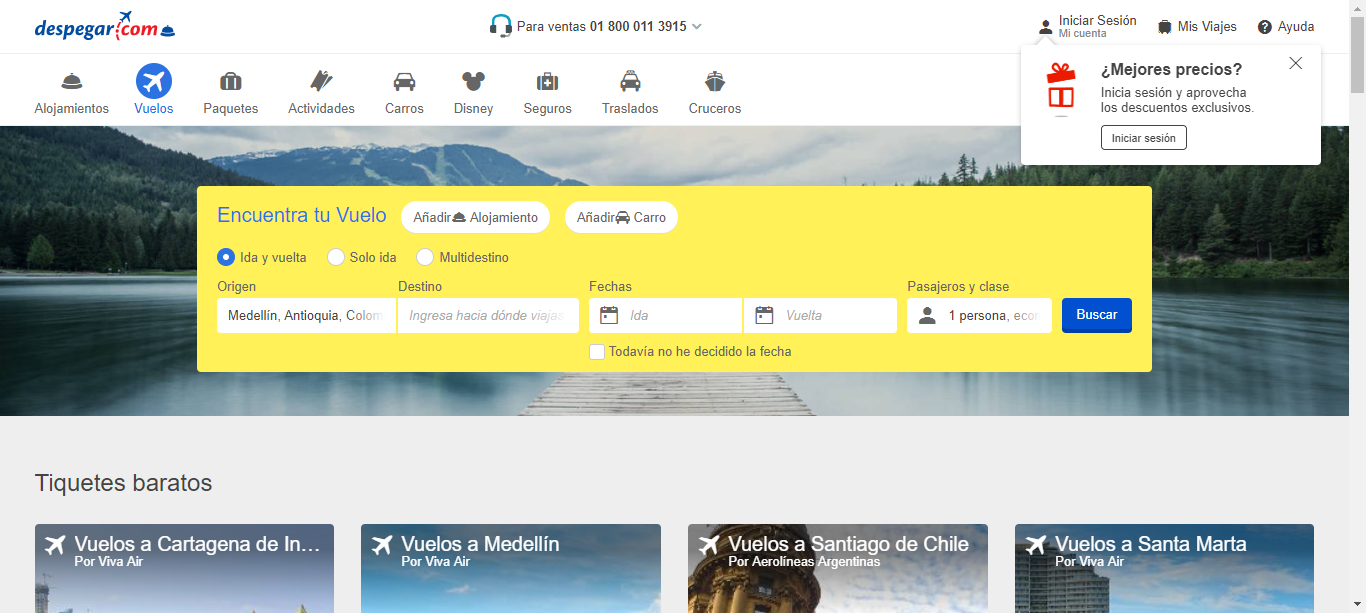 despegar.com
Para ventas 01 800 011 3915
Iniciar Sesión
Mi cuenta
Mis Viajes
Ayuda
¿Mejores precios?
Inicia sesión y aprovecha
los descuentos exclusivos.
Iniciar sesión
Alojamientos
Vuelos
Paquetes
Actividades
Carros
Disney
Seguros
Traslados
Cruceros
Encuentra tu Vuelo
Añadir Alojamiento
Añadir Carro
Ida y vuelta
Solo ida
Multidestino
Origen
Destino
Fechas
Pasajeros y clase
Medellín, Antioquia, Colom
Ingresa hacia dónde viajas
Ida
Vuelta
1 persona, econ
Buscar
Todavía no he decidido la fecha
Tiquetes baratos
Vuelos a Cartagena de In...
Por Viva Air
Vuelos a Medellín
Por Viva Air
Vuelos a Santiago de Chile
Por Aerolíneas Argentinas
Vuelos a Santa Marta
Por Viva Air